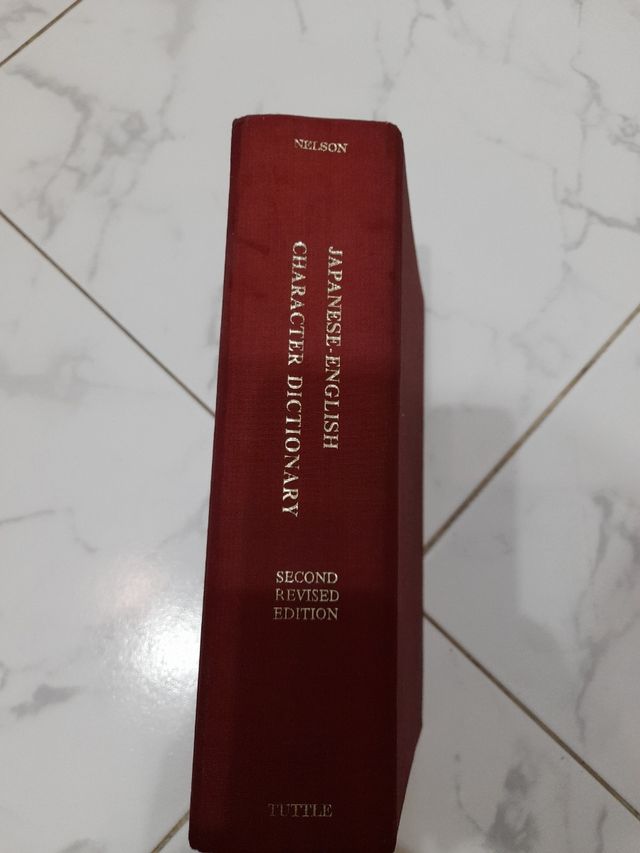 NELSON
JAPANESE-ENGLISH
CHARACTER DICTIONARY
SECOND
REVISED
EDITION
TUTTLE